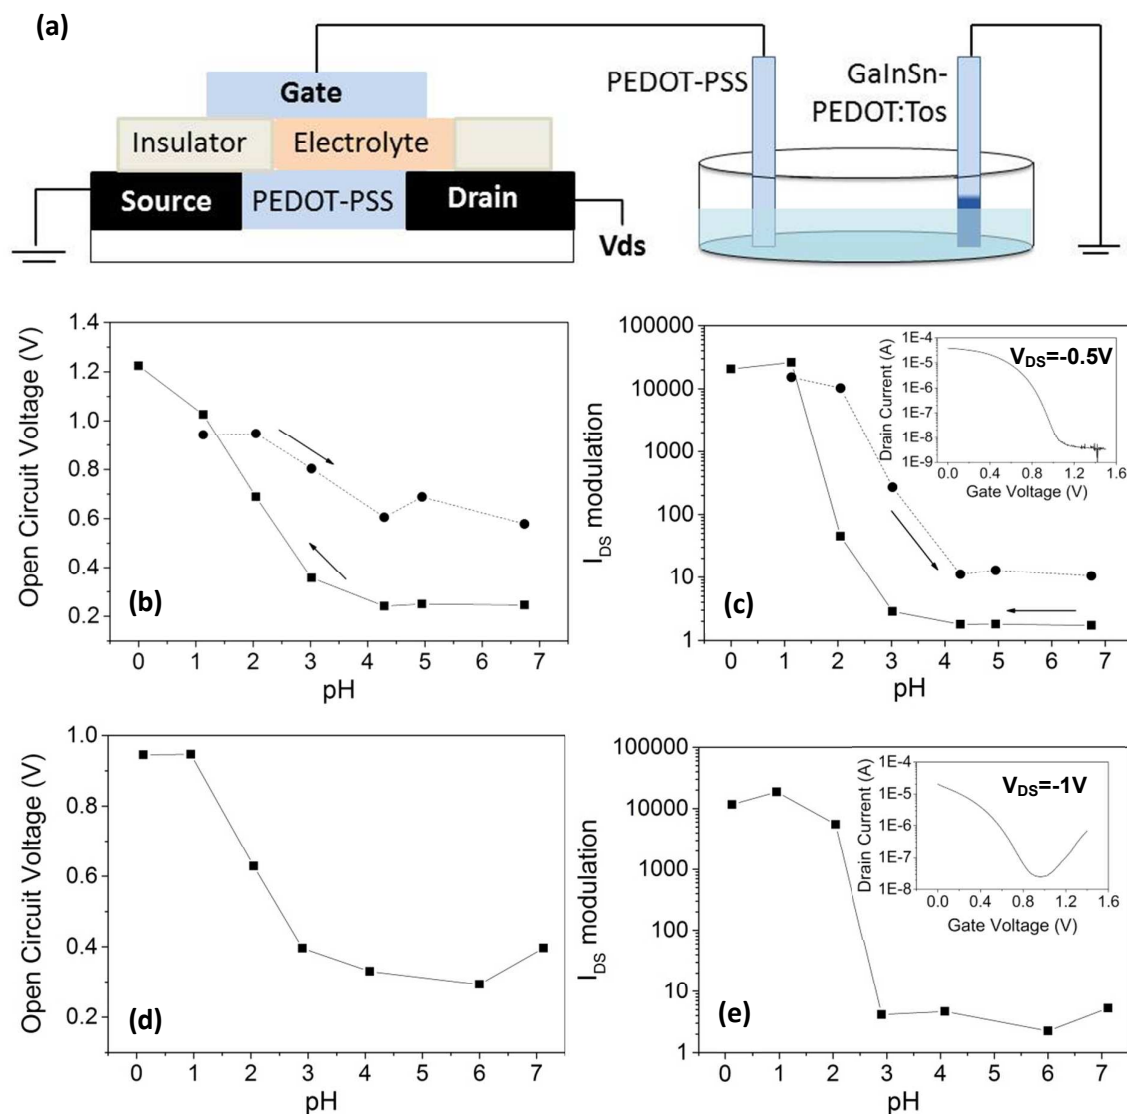 (a)
PEDOT-PSS
GaInSn-
PEDOT:Tos
Gate
Insulator
Electrolyte
Source
PEDOT-PSS
Drain
Vds
1.4
1.2
1.0
0.8
0.6
0.4
0.2
Open Circuit Voltage (V)
0 1 2 3 4 5 6 7
pH
(b)
100000
10000
1000
100
10
1
I_DS modulation
0 1 2 3 4 5 6 7
pH
(c)
V_DS=-0.5V
1E-4
1E-5
1E-6
1E-7
1E-8
1E-9
Drain Current (A)
0.0 0.4 0.8 1.2 1.6
Gate Voltage (V)
1.0
0.8
0.6
0.4
0.2
Open Circuit Voltage (V)
0 1 2 3 4 5 6 7
pH
(d)
100000
10000
1000
100
10
1
I_DS modulation
0 1 2 3 4 5 6 7
pH
(e)
V_DS=-1V
1E-4
1E-5
1E-6
1E-7
1E-8
Drain Current (A)
0.0 0.4 0.8 1.2 1.6
Gate Voltage (V)